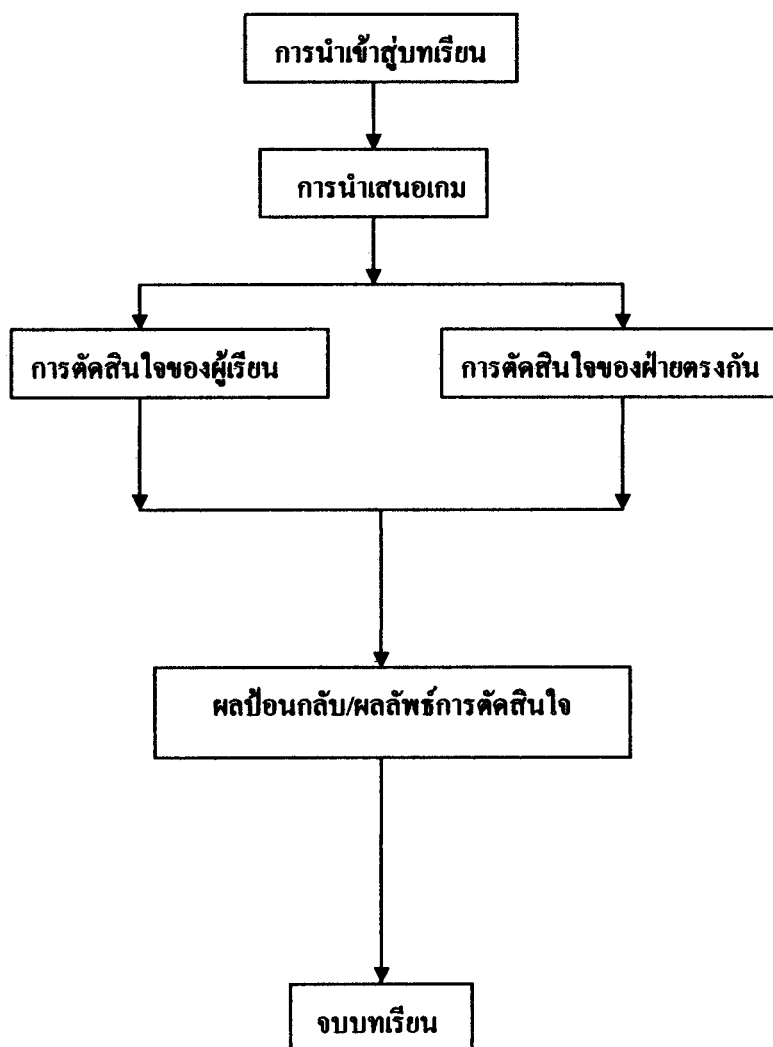 การนำเข้าสู่บทเรียน
การนำเสนอเกม
การตัดสินใจของผู้เรียน
การตัดสินใจของฝ่ายตรงกัน
ผลป้อนกลับ/ผลลัพธ์การตัดสินใจ
จบบทเรียน